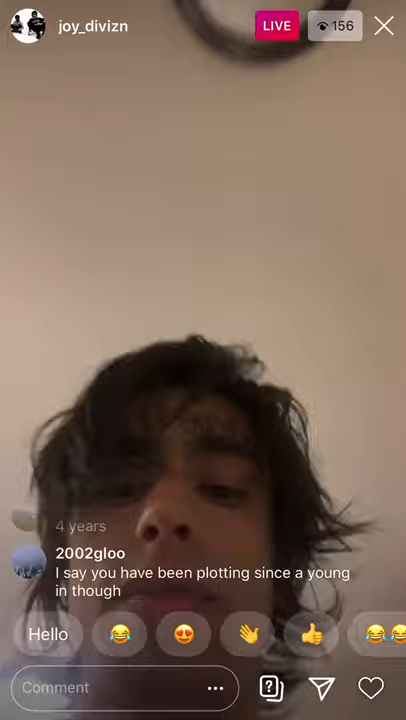 joy_divizn
LIVE
156
4 years
2002gloo
I say you have been plotting since a young
in though
Hello
Comment